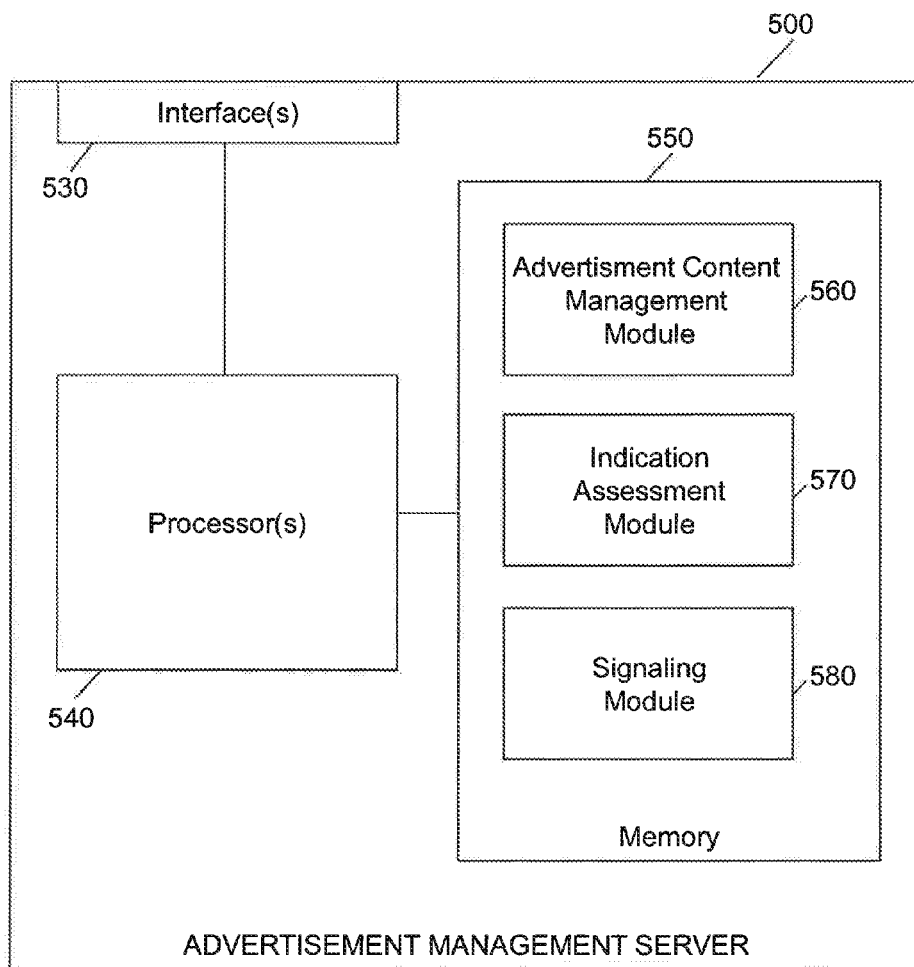 500
Interface(s)
530
550
Advertisment Content
Management
Module
560
Indication
Assessment
Module
570
Processor(s)
540
Signaling
Module
580
Memory
ADVERTISEMENT MANAGEMENT SERVER